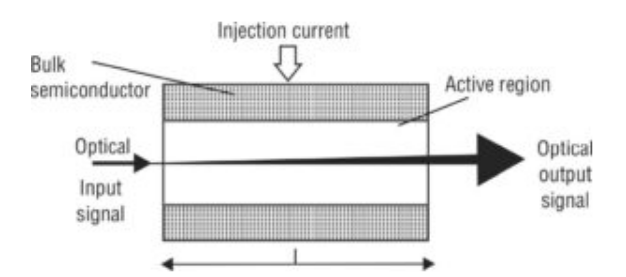 Injection current
Bulk
semiconductor
Active region
Optical
Input
signal
Optical
output
signal
L